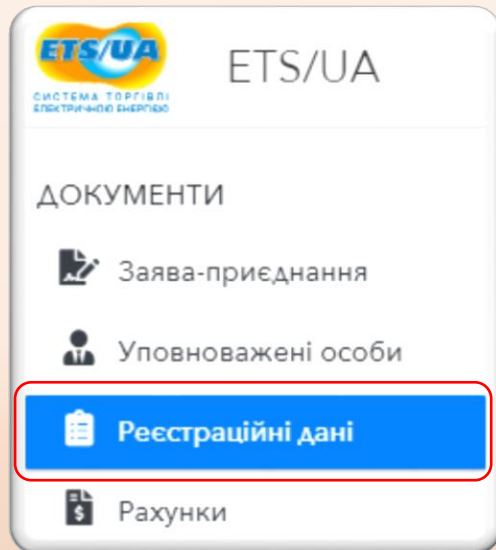 ETS/UA
СИСТЕМА ТОРГІВЛІ
ЕЛЕКТРИЧНОЮ ЕНЕРГІЄЮ
ETS/UA
ДОКУМЕНТИ
Заява-приєднання
Уповноважені особи
Реєстраційні дані
Рахунки